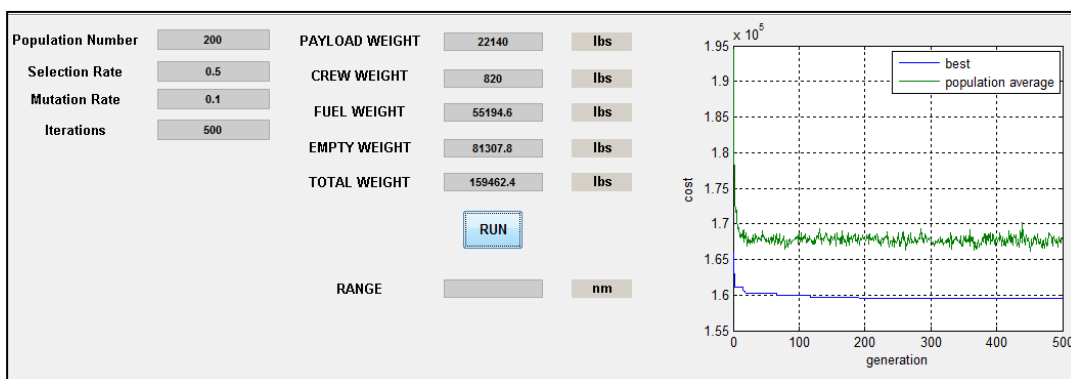 Population Number 200
Selection Rate 0.5
Mutation Rate 0.1
Iterations 500
PAYLOAD WEIGHT 22140 lbs
CREW WEIGHT 820 lbs
FUEL WEIGHT 55194.6 lbs
EMPTY WEIGHT 81307.8 lbs
TOTAL WEIGHT 159462.4 lbs
RUN
RANGE nm
x 10^5
1.95
1.9
1.85
1.8
1.75
1.7
1.65
1.6
1.55
cost
best
population average
0 100 200 300 400 500
generation